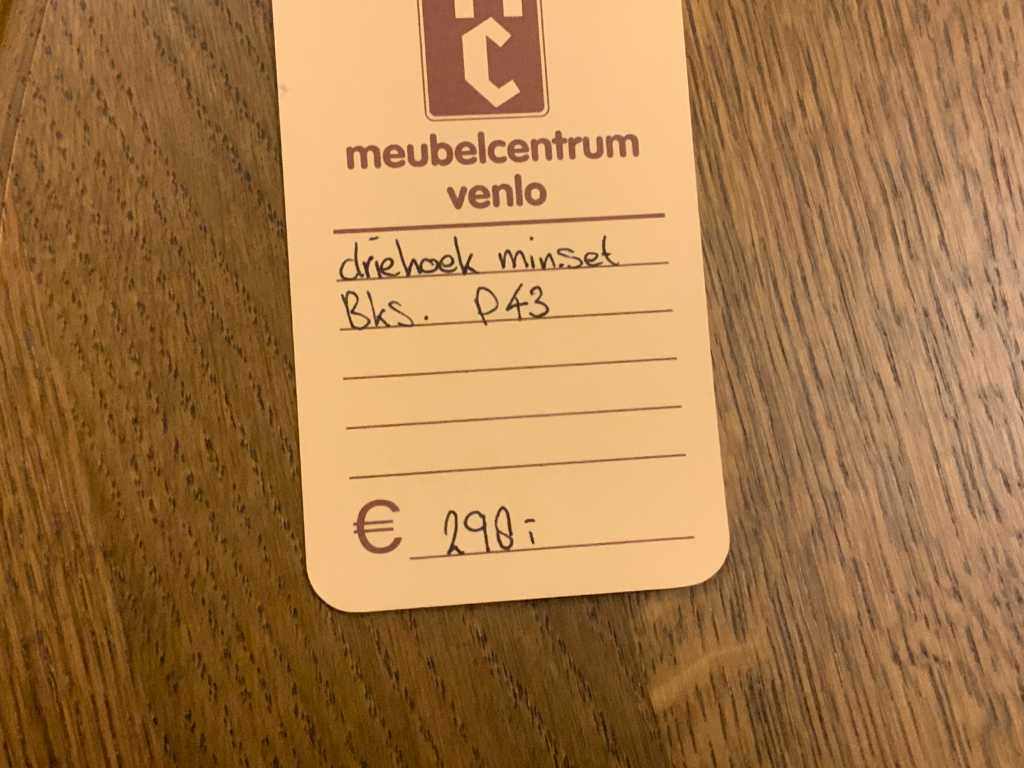 C
meubelcentrum
venlo
driehoek minset
Bks. P43
€ 298,-